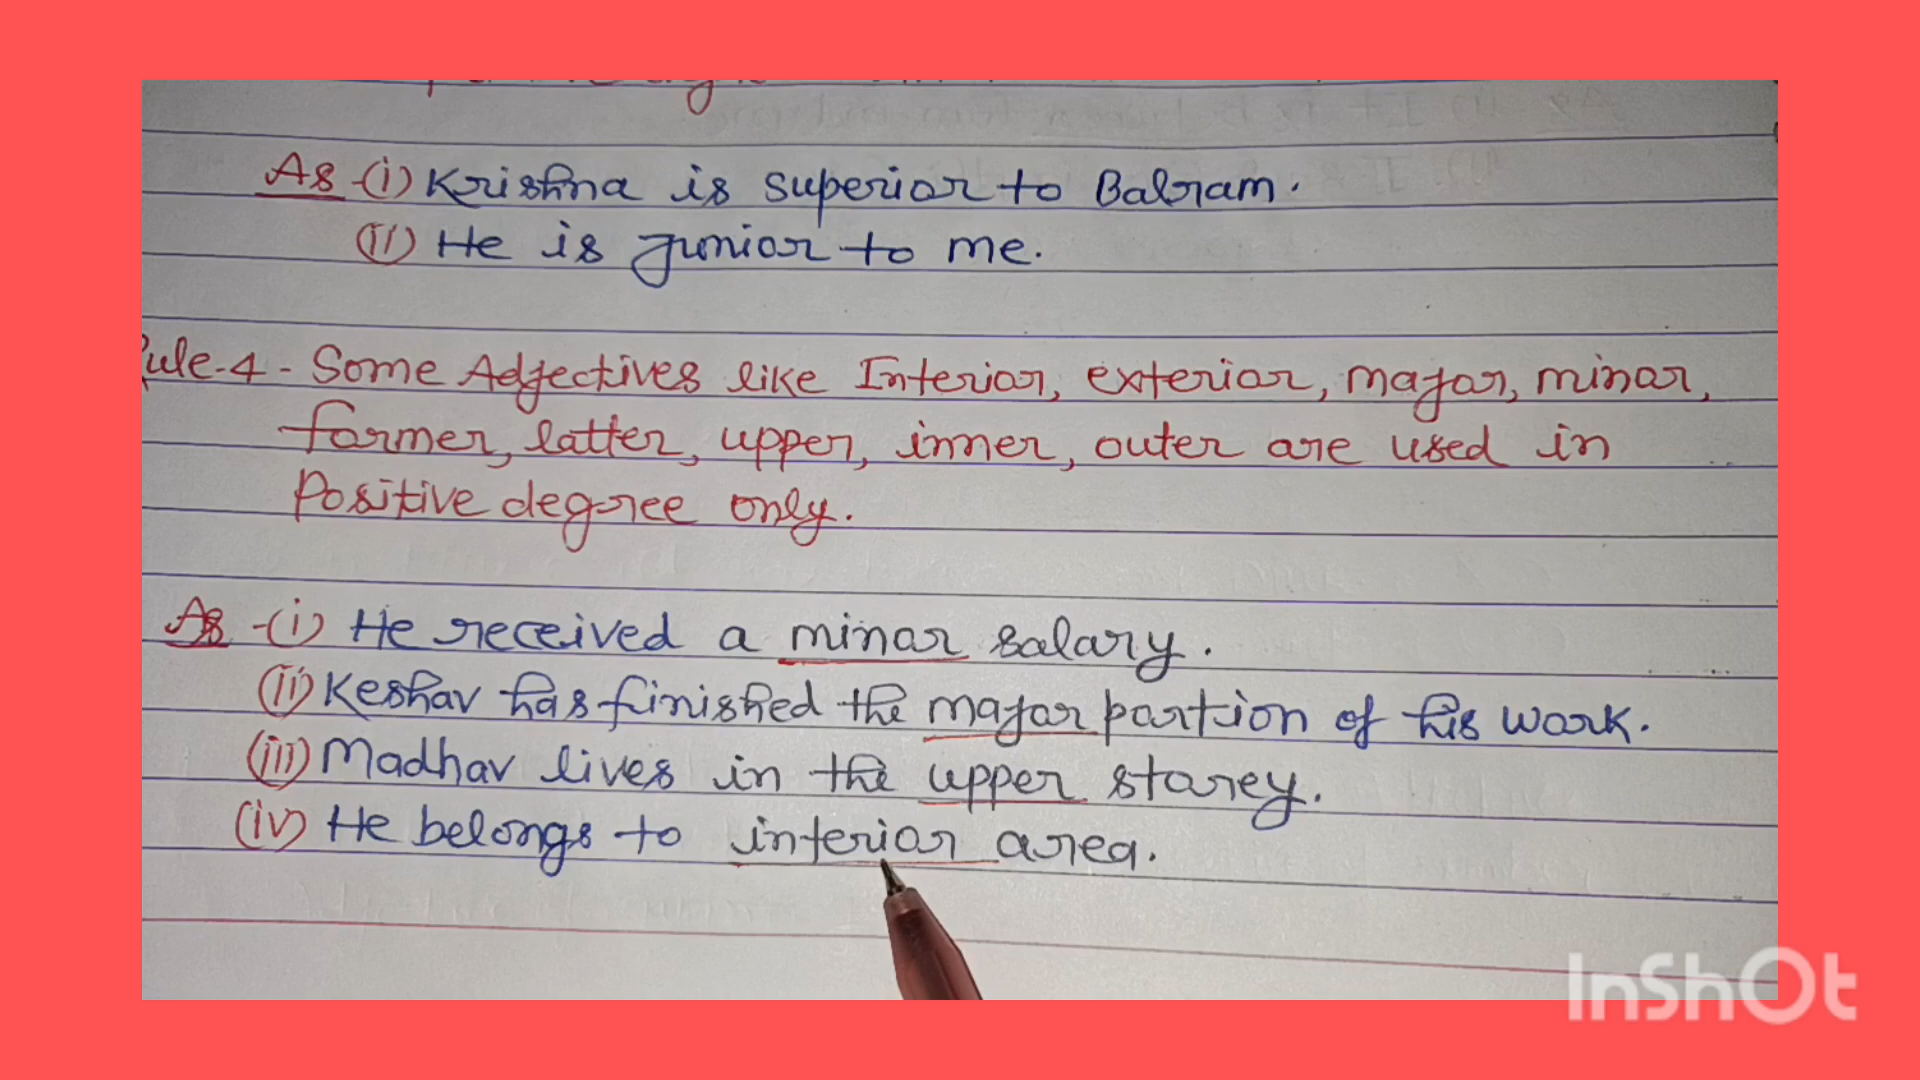 As - (i) Krishna is superior to Balram.
(ii) He is junior to me.
Rule-4 - Some Adjectives like Interior, exterior, major, minor,
former, latter, upper, inner, outer are used in
Positive degree only.
As - (i) He received a minor salary.
(ii) Keshav has finished the major portion of his work.
(iii) Madhav lives in the upper storey.
(iv) He belongs to interior area.
InShOt